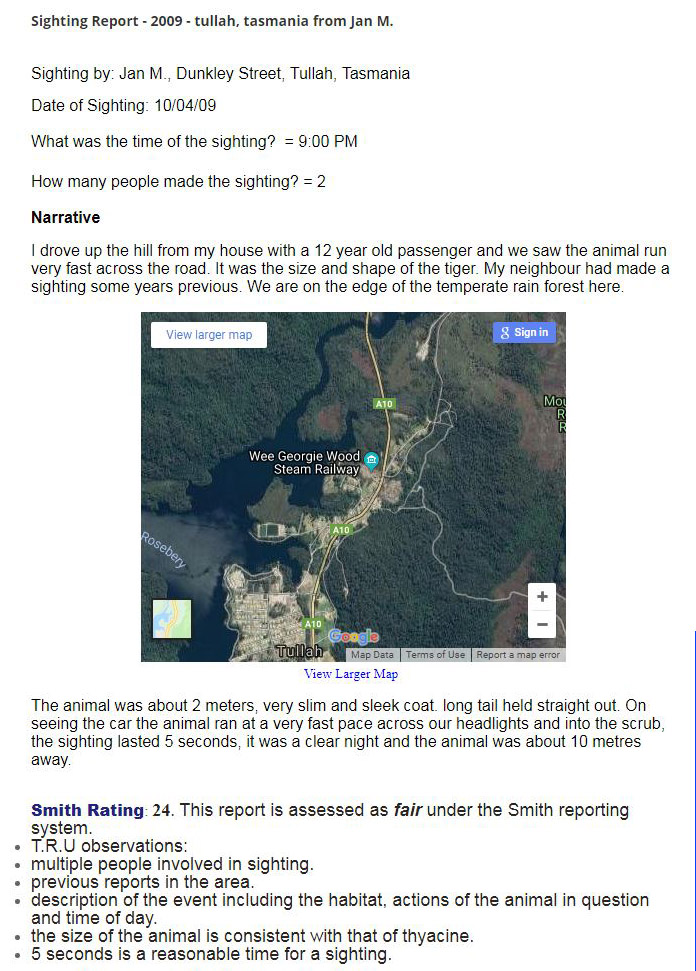 Sighting Report - 2009 - tullah, tasmania from Jan M.
Sighting by: Jan M., Dunkley Street, Tullah, Tasmania
Date of Sighting: 10/04/09
What was the time of the sighting?  = 9:00 PM
How many people made the sighting? = 2
Narrative
I drove up the hill from my house with a 12 year old passenger and we saw the animal run
very fast across the road. It was the size and shape of the tiger. My neighbour had made a
sighting some years previous. We are on the edge of the temperate rain forest here.
View larger map
Sign in
A10
Mou
R
R
Wee Georgie Wood
Steam Railway
A10
Rosebery
A10
Google
Tullah
Map Data
Terms of Use
Report a map error
View Larger Map
The animal was about 2 meters, very slim and sleek coat. long tail held straight out. On
seeing the car the animal ran at a very fast pace across our headlights and into the scrub,
the sighting lasted 5 seconds, it was a clear night and the animal was about 10 metres
away.
Smith Rating: 24. This report is assessed as fair under the Smith reporting
system.
T.R.U observations:
multiple people involved in sighting.
previous reports in the area.
description of the event including the habitat, actions of the animal in question
and time of day.
the size of the animal is consistent with that of thyacine.
5 seconds is a reasonable time for a sighting.